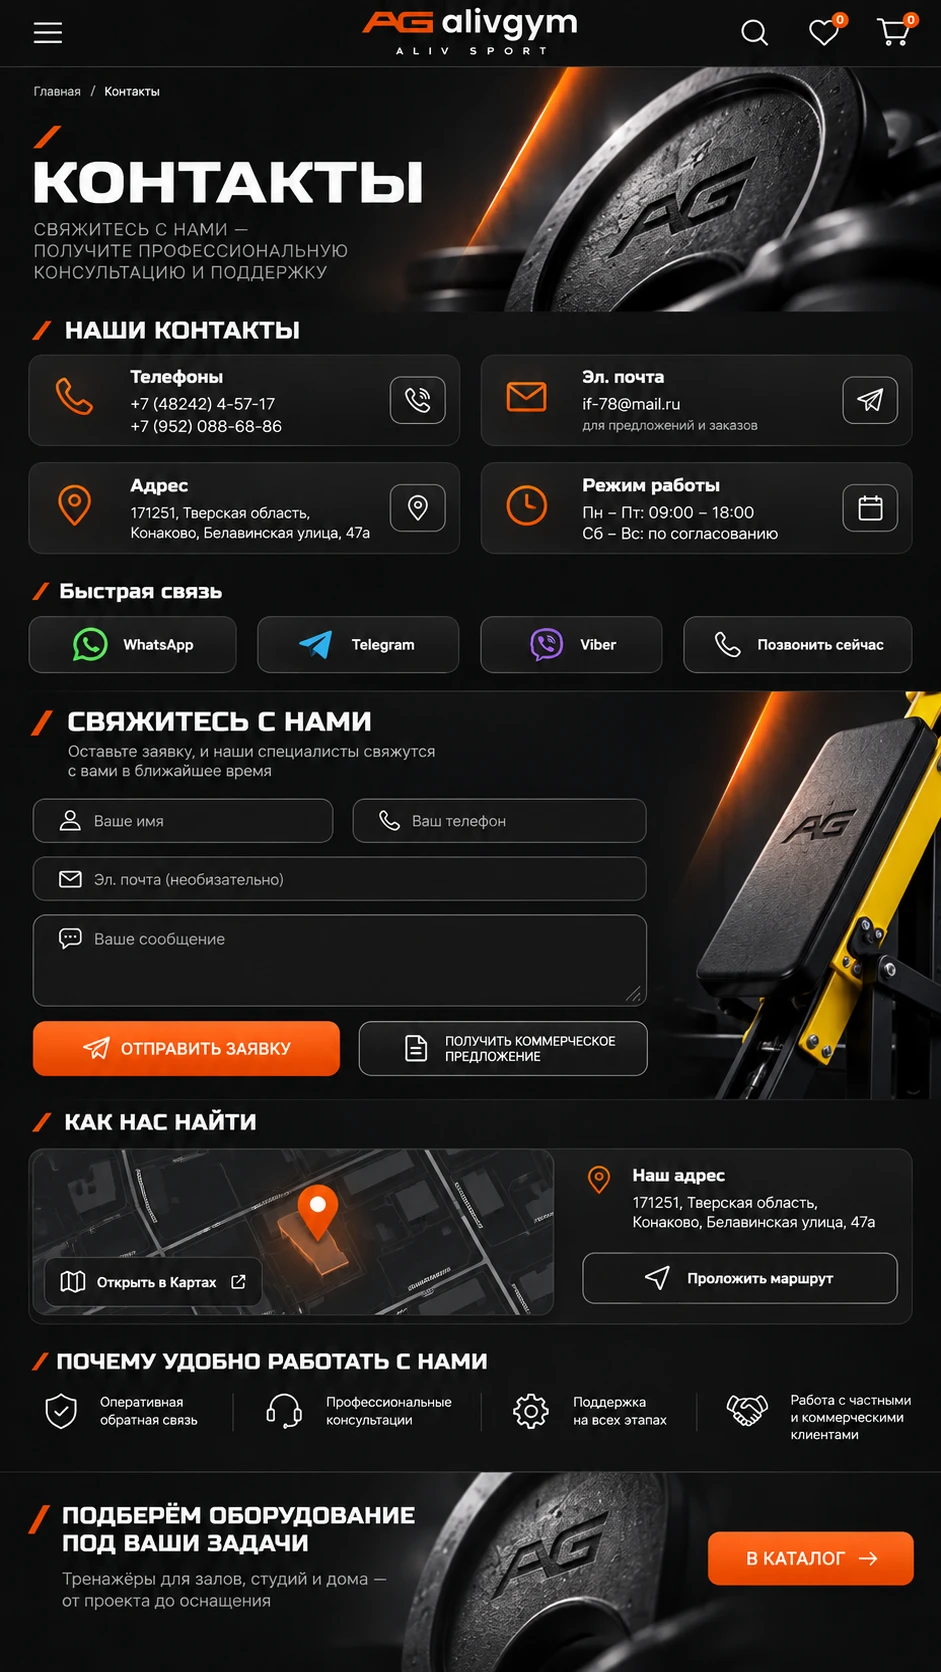 AG alivgym
ALIV SPORT
0
0
Главная / Контакты
КОНТАКТЫ
СВЯЖИТЕСЬ С НАМИ —
ПОЛУЧИТЕ ПРОФЕССИОНАЛЬНУЮ
КОНСУЛЬТАЦИЮ И ПОДДЕРЖКУ
AG
НАШИ КОНТАКТЫ
Телефоны
+7 (48242) 4-57-17
+7 (952) 088-68-86
Эл. почта
if-78@mail.ru
для предложений и заказов
Адрес
171251, Тверская область,
Конаково, Белавинская улица, 47а
Режим работы
Пн – Пт: 09:00 – 18:00
Сб – Вс: по согласованию
Быстрая связь
WhatsApp
Telegram
Viber
Позвонить сейчас
СВЯЖИТЕСЬ С НАМИ
Оставьте заявку, и наши специалисты свяжутся
с вами в ближайшее время
Ваше имя
Ваш телефон
Эл. почта (необизательно)
Ваше сообщение
ОТПРАВИТЬ ЗАЯВКУ
ПОЛУЧИТЬ КОММЕРЧЕСКОЕ
ПРЕДЛОЖЕНИЕ
AG
КАК НАС НАЙТИ
Открыть в Картах
Наш адрес
171251, Тверская область,
Конаково, Белавинская улица, 47а
Проложить маршрут
ПОЧЕМУ УДОБНО РАБОТАТЬ С НАМИ
Оперативная
обратная связь
Профессиональные
консультации
Поддержка
на всех этапах
Работа с частными
и коммерческими
клиентами
ПОДБЕРЁМ ОБОРУДОВАНИЕ
ПОД ВАШИ ЗАДАЧИ
Тренажёры для залов, студий и дома —
от проекта до оснащения
AG
В КАТАЛОГ →